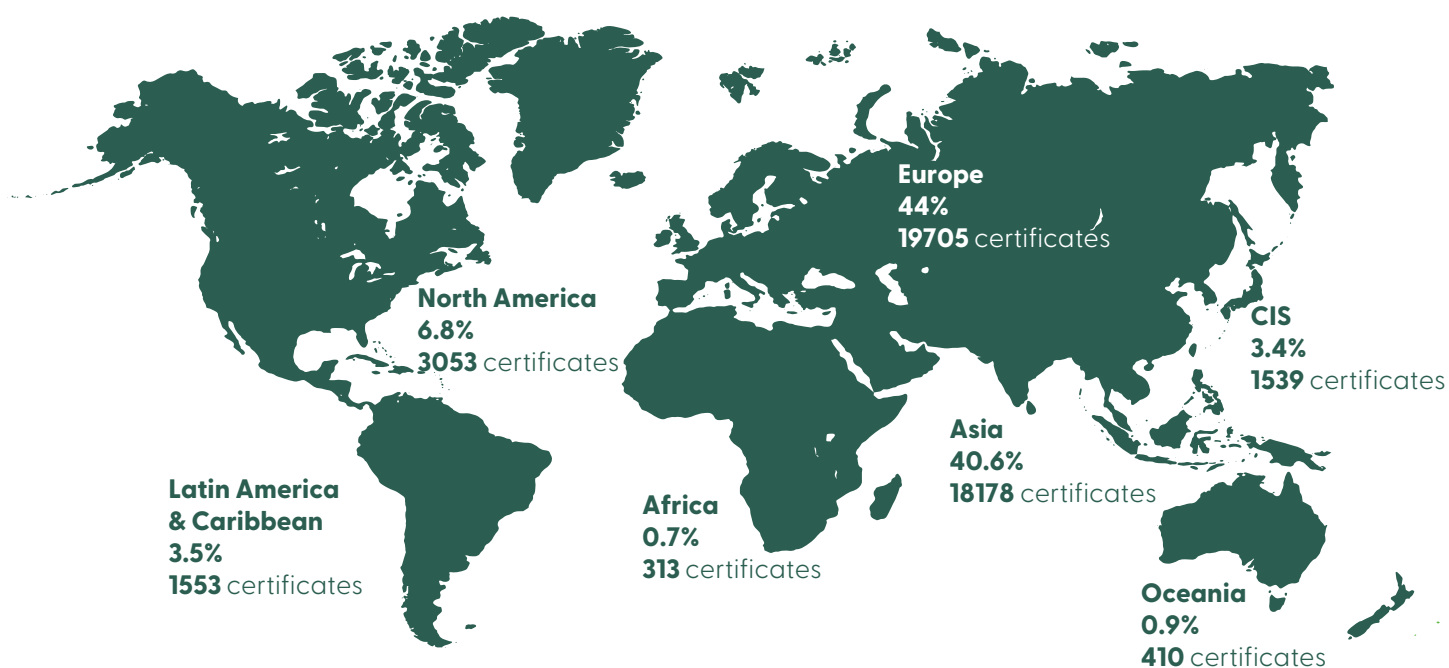 Europe
44%
19705 certificates
North America
6.8%
3053 certificates
CIS
3.4%
1539 certificates
Asia
40.6%
18178 certificates
Latin America
& Caribbean
3.5%
1553 certificates
Africa
0.7%
313 certificates
Oceania
0.9%
410 certificates